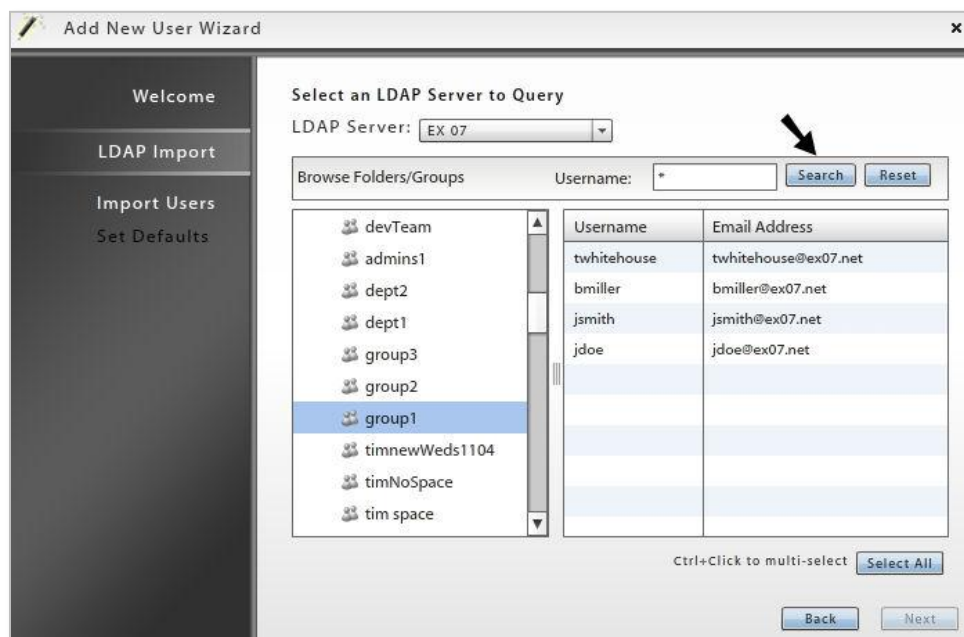 Add New User Wizard
x
Welcome
LDAP Import
Import Users
Set Defaults
Select an LDAP Server to Query
LDAP Server: EX 07
Browse Folders/Groups Username: * Search Reset
devTeam
admins1
dept2
dept1
group3
group2
group1
timnewWeds1104
timNoSpace
tim space
Username Email Address
twhitehouse twhitehouse@ex07.net
bmiller bmiller@ex07.net
jsmith jsmith@ex07.net
jdoe jdoe@ex07.net
Ctrl+Click to multi-select Select All
Back Next